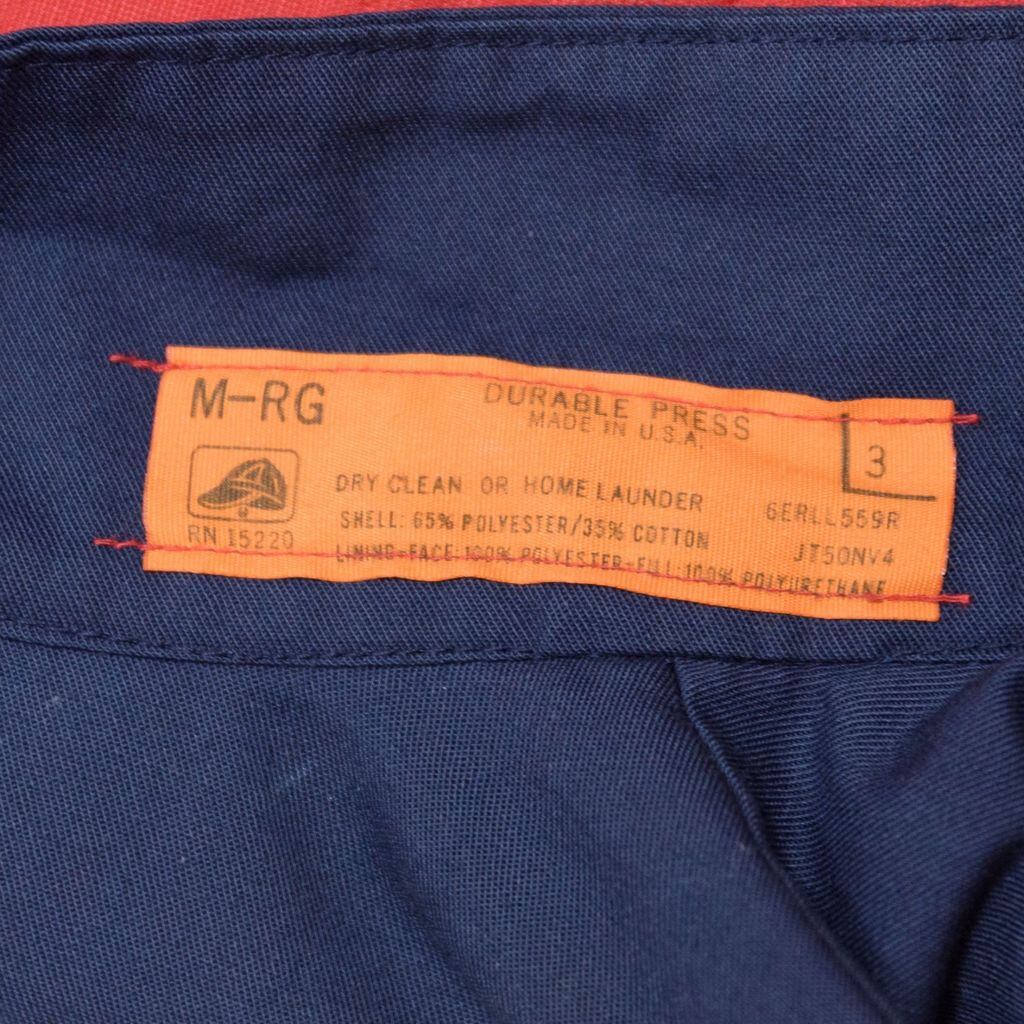 M-RG
DURABLE PRESS
MADE IN U.S.A.
3
DRY CLEAN OR HOME LAUNDER
6ERLL559R
SHELL: 65% POLYESTER/35% COTTON
JT50NV4
RN 15220
LINING-FACE: 100% POLYESTER-FILL: 100% POLYURETHANE